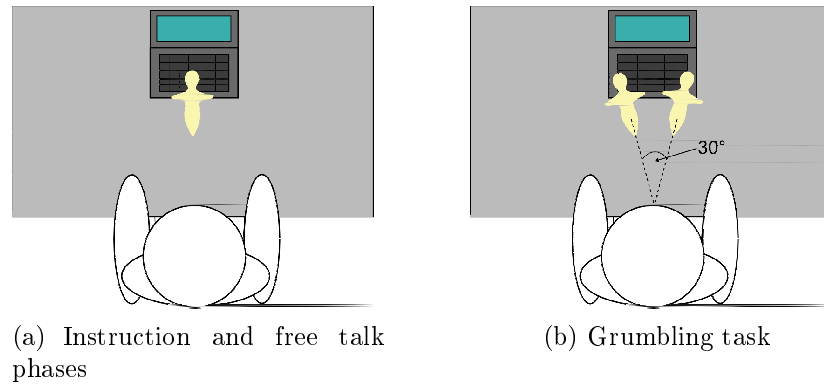 30°
(a) Instruction and free talk
phases
(b) Grumbling task